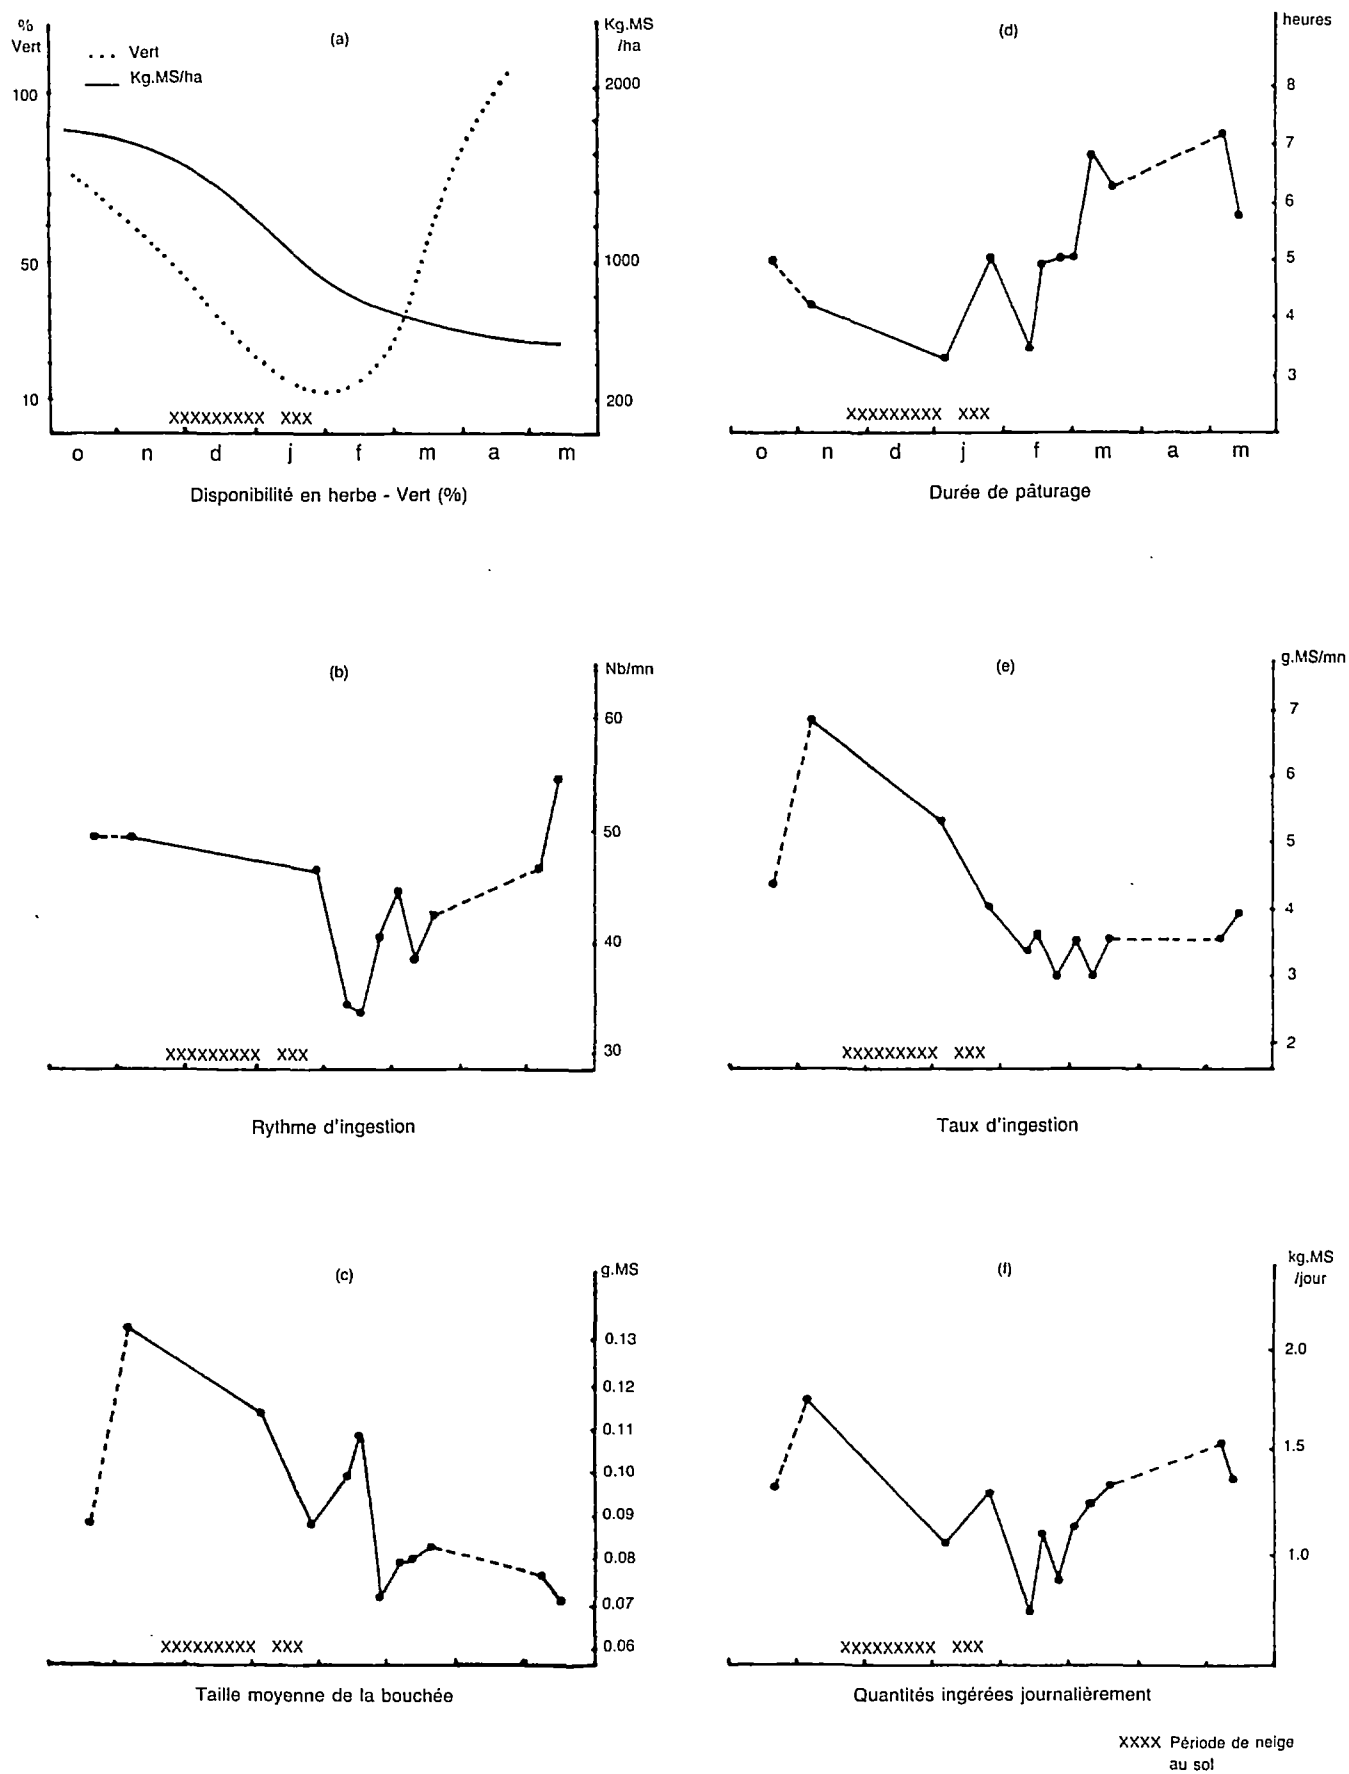 %
Vert
(a)
Kg.MS
/ha
Vert
Kg.MS/ha
100
50
10
2000
1000
200
XXXXXXXXX XXX
o n d j f m a m
Disponibilité en herbe - Vert (%)
(d)
heures
8
7
6
5
4
3
XXXXXXXXX XXX
o n d j f m a m
Durée de pâturage
(b)
Nb/mn
60
50
40
30
XXXXXXXXX XXX
Rythme d'ingestion
(e)
g.MS/mn
7
6
5
4
3
2
XXXXXXXXX XXX
Taux d'ingestion
(c)
g.MS
0.13
0.12
0.11
0.10
0.09
0.08
0.07
0.06
XXXXXXXXX XXX
Taille moyenne de la bouchée
(f)
kg.MS
/jour
2.0
1.5
1.0
XXXXXXXXX XXX
Quantités ingérées journalièrement
XXXX Période de neige
au sol